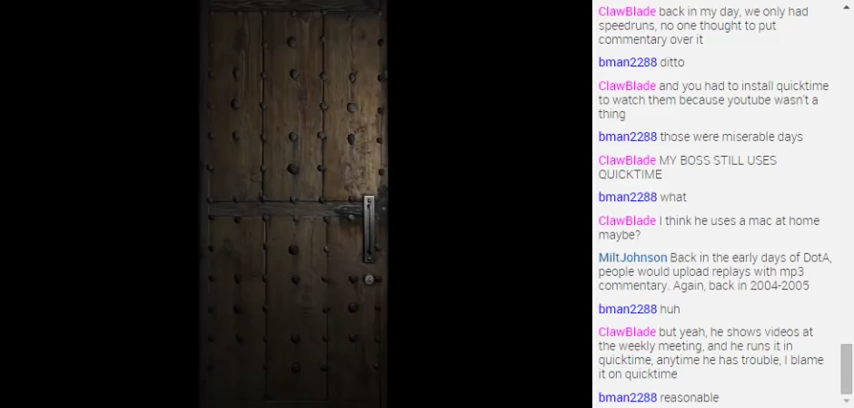 ClawBlade back in my day, we only had
speedruns, no one thought to put
commentary over it
bman2288 ditto
ClawBlade and you had to install quicktime
to watch them because youtube wasn't a
thing
bman2288 those were miserable days
ClawBlade MY BOSS STILL USES
QUICKTIME
bman2288 what
ClawBlade I think he uses a mac at home
maybe?
MiltJohnson Back in the early days of DotA,
people would upload replays with mp3
commentary. Again, back in 2004-2005
bman2288 huh
ClawBlade but yeah, he shows videos at
the weekly meeting, and he runs it in
quicktime, anytime he has trouble, I blame
it on quicktime
bman2288 reasonable